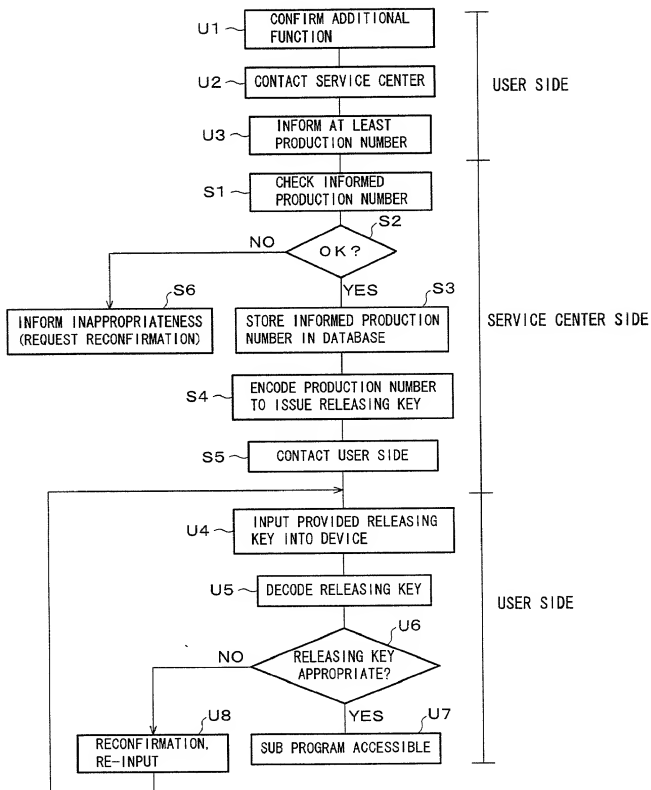 U1
CONFIRM ADDITIONAL
FUNCTION
U2
CONTACT SERVICE CENTER
USER SIDE
U3
INFORM AT LEAST
PRODUCTION NUMBER
S1
CHECK INFORMED
PRODUCTION NUMBER
S2
OK?
NO
YES
S6
INFORM INAPPROPRIATENESS
(REQUEST RECONFIRMATION)
S3
STORE INFORMED PRODUCTION
NUMBER IN DATABASE
SERVICE CENTER SIDE
S4
ENCODE PRODUCTION NUMBER
TO ISSUE RELEASING KEY
S5
CONTACT USER SIDE
U4
INPUT PROVIDED RELEASING
KEY INTO DEVICE
U5
DECODE RELEASING KEY
USER SIDE
U6
RELEASING KEY
APPROPRIATE?
NO
YES
U8
RECONFIRMATION,
RE-INPUT
U7
SUB PROGRAM ACCESSIBLE